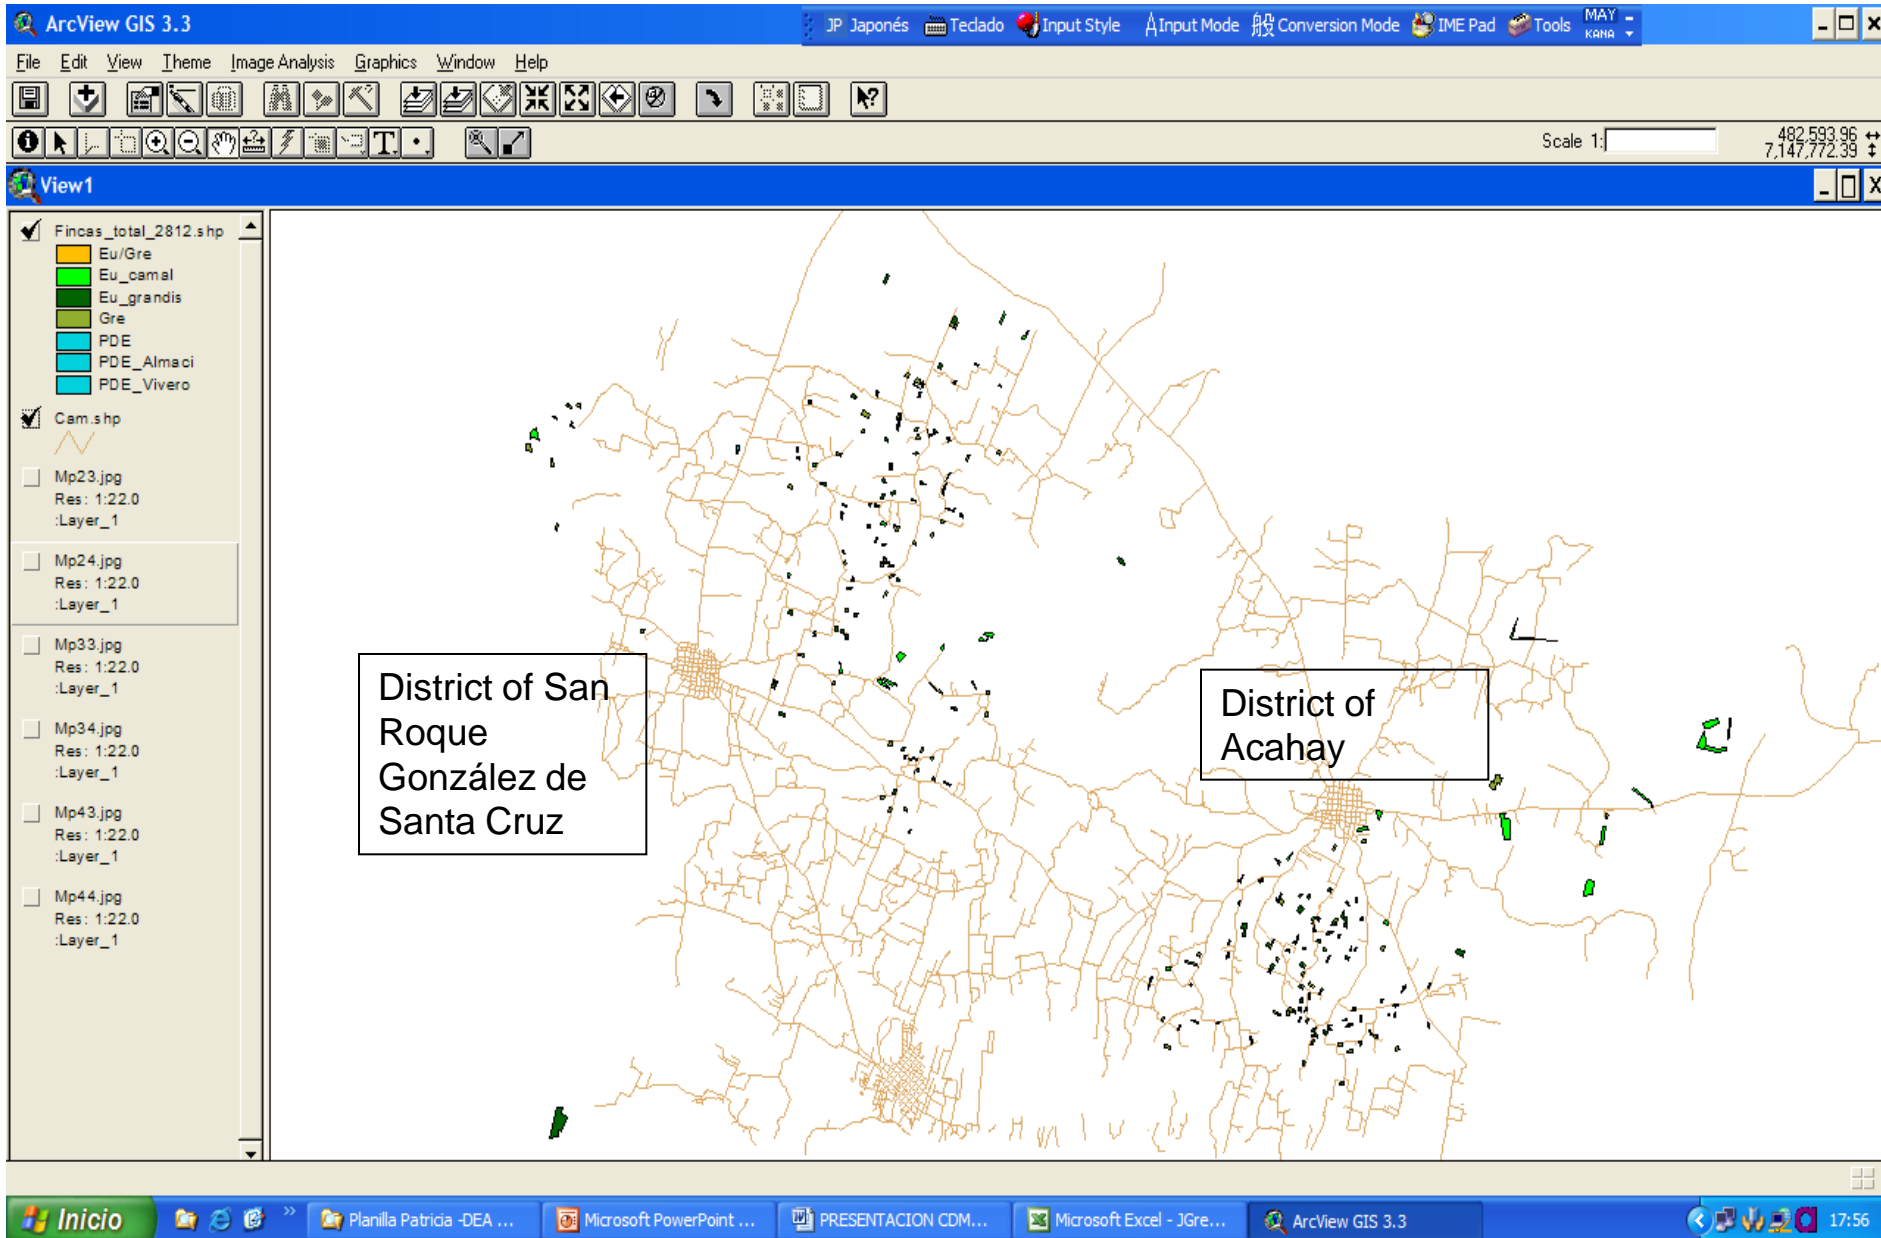 ArcView GIS 3.3
JP Japonés Teclado Input Style Input Mode 般 Conversion Mode IME Pad Tools MAY KANA
File Edit View Theme Image Analysis Graphics Window Help
Scale 1: 482,593.96
7,147,772.39
View1
Fincas_total_2812.shp
Eu/Gre
Eu_camal
Eu_grandis
Gre
PDE
PDE_Almaci
PDE_Vivero
Cam.shp
Mp23.jpg
Res: 1:22.0
:Layer_1
Mp24.jpg
Res: 1:22.0
:Layer_1
Mp33.jpg
Res: 1:22.0
:Layer_1
Mp34.jpg
Res: 1:22.0
:Layer_1
Mp43.jpg
Res: 1:22.0
:Layer_1
Mp44.jpg
Res: 1:22.0
:Layer_1
District of San
Roque
Gonzálèz de
Santa Cruz
District of
Acahay
Inicio Planilla Patricia -DEA ... Microsoft PowerPoint ... PRESENTACION CDM... Microsoft Excel - JGre... ArcView GIS 3.3 17:56